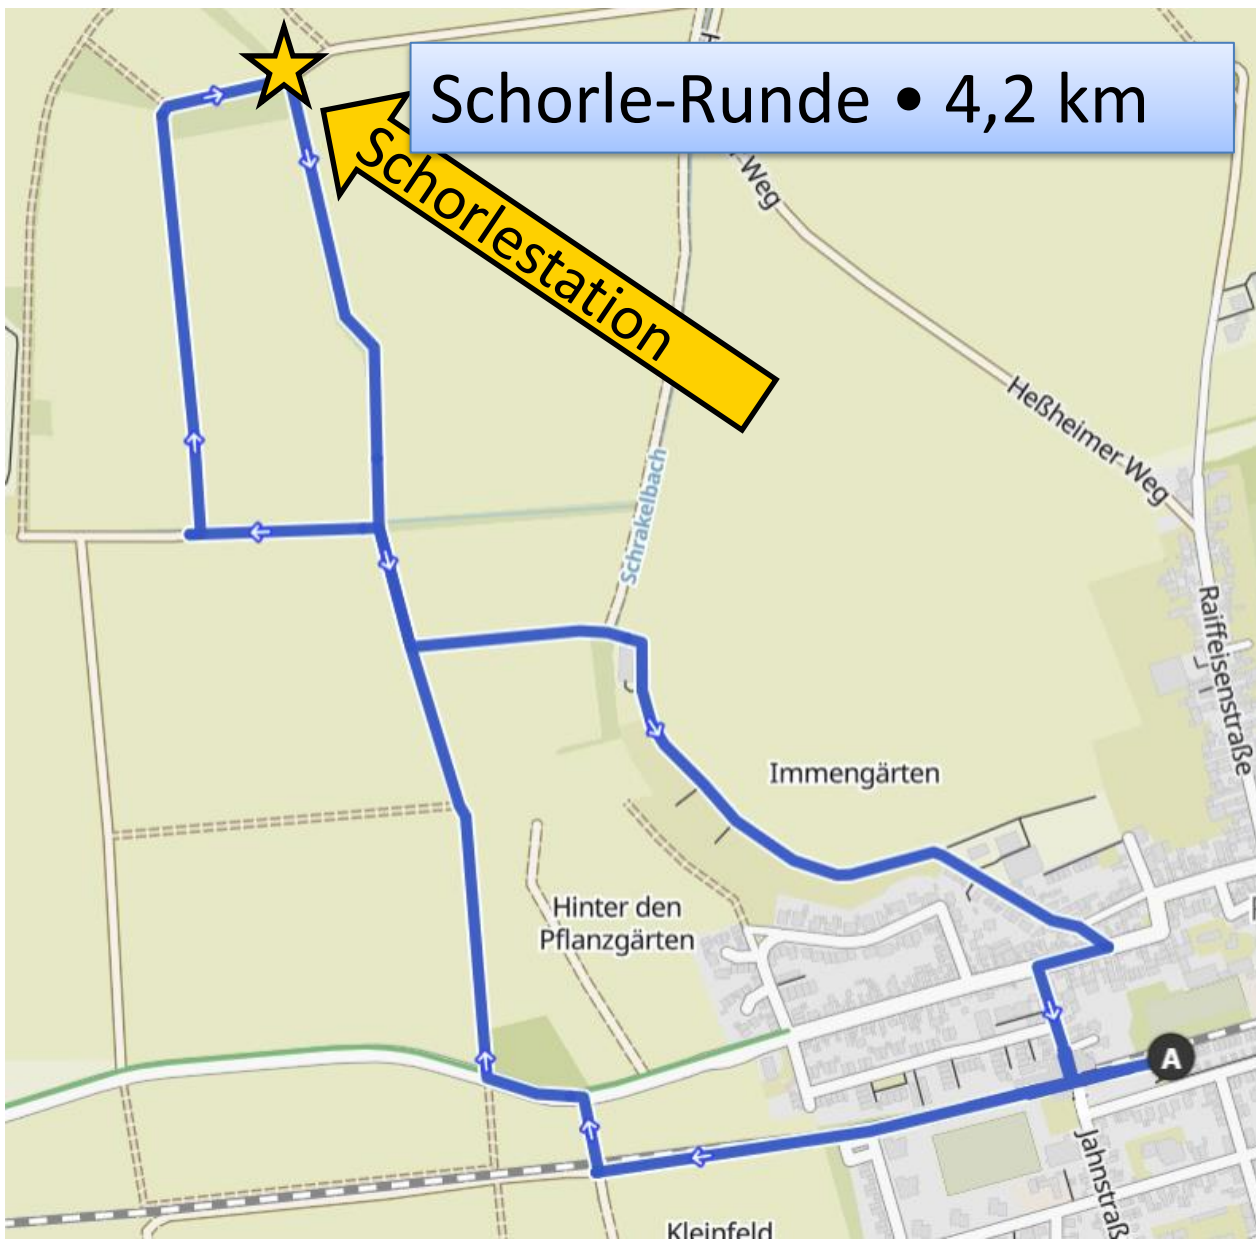 Schorle-Runde • 4,2 km
Schorlestation
-Weg
Heßheimer-Weg
Schrakelbach
Raiffeisenstraße
Immengärten
Hinter den
Pflanzgärten
A
Jahnstraß
Kleinfeld